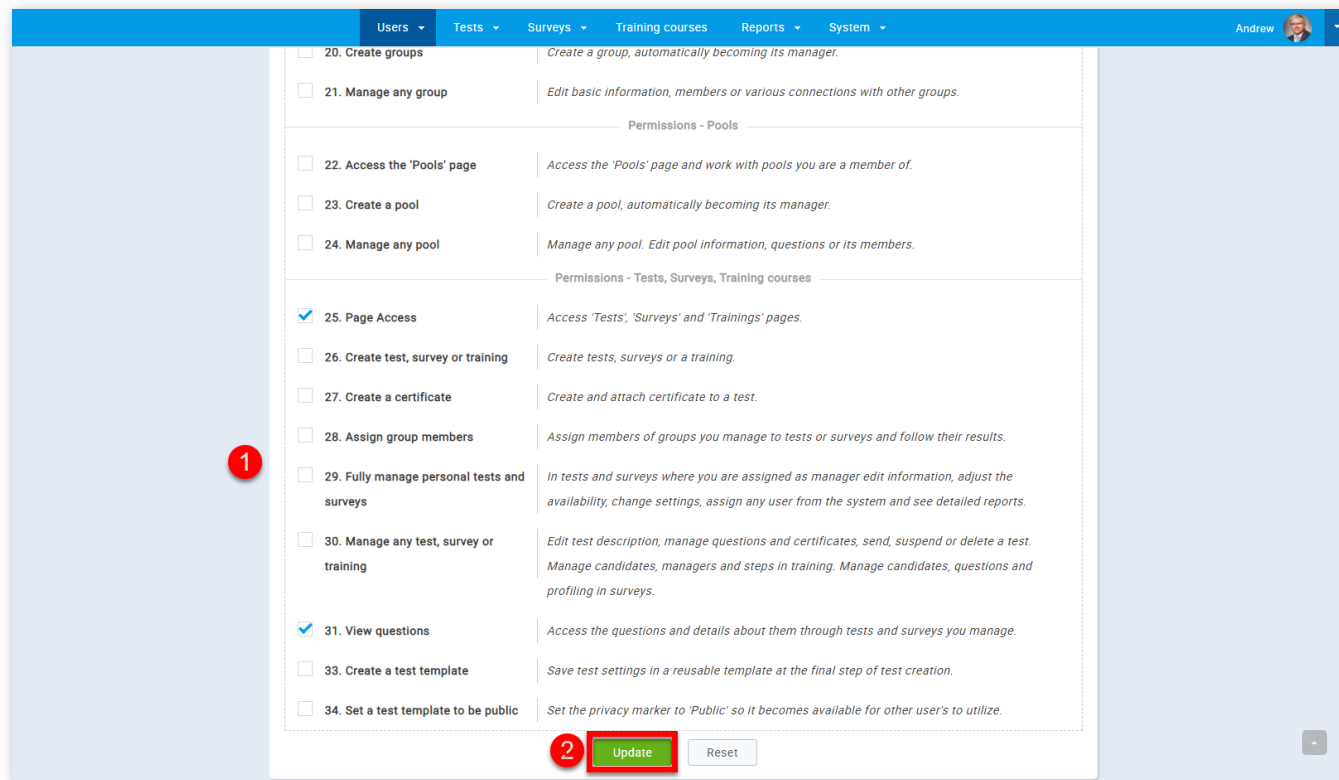 Users Tests Surveys Training courses Reports System Andrew
20. Create groups Create a group, automatically becoming its manager.
21. Manage any group Edit basic information, members or various connections with other groups.
Permissions - Pools
22. Access the 'Pools' page Access the 'Pools' page and work with pools you are a member of.
23. Create a pool Create a pool, automatically becoming its manager.
24. Manage any pool Manage any pool. Edit pool information, questions or its members.
Permissions - Tests, Surveys, Training courses
25. Page Access Access 'Tests', 'Surveys' and 'Trainings' pages.
26. Create test, survey or training Create tests, surveys or a training.
27. Create a certificate Create and attach certificate to a test.
28. Assign group members Assign members of groups you manage to tests or surveys and follow their results.
1
29. Fully manage personal tests and In tests and surveys where you are assigned as manager edit information, adjust the
surveys availability, change settings, assign any user from the system and see detailed reports.
30. Manage any test, survey or Edit test description, manage questions and certificates, send, suspend or delete a test.
training Manage candidates, managers and steps in training. Manage candidates, questions and
profiling in surveys.
31. View questions Access the questions and details about them through tests and surveys you manage.
33. Create a test template Save test settings in a reusable template at the final step of test creation.
34. Set a test template to be public Set the privacy marker to 'Public' so it becomes available for other user's to utilize.
2 Update Reset